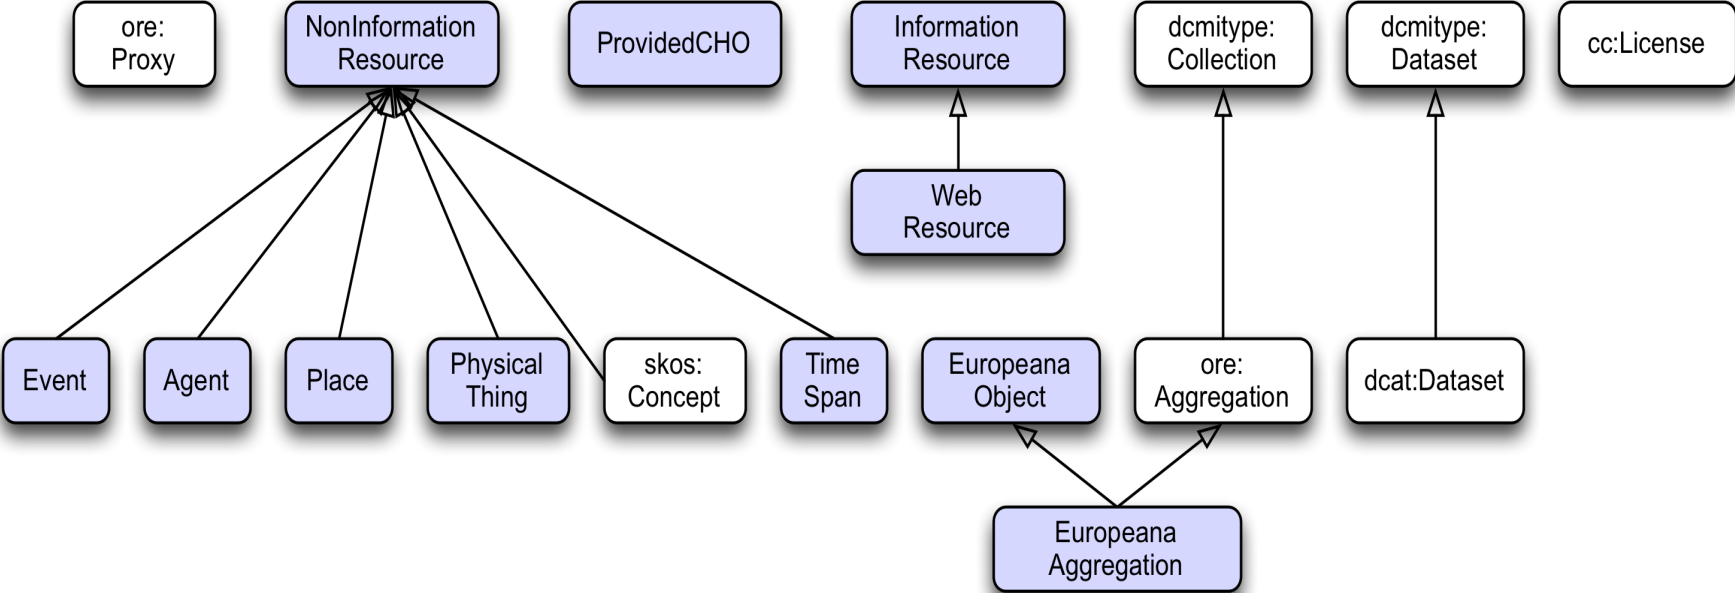 ore:
Proxy
NonInformation
Resource
ProvidedCHO
Information
Resource
dcmitype:
Collection
dcmitype:
Dataset
cc:License
Web
Resource
Event
Agent
Place
Physical
Thing
skos:
Concept
Time
Span
Europeana
Object
ore:
Aggregation
dcat:Dataset
Europeana
Aggregation